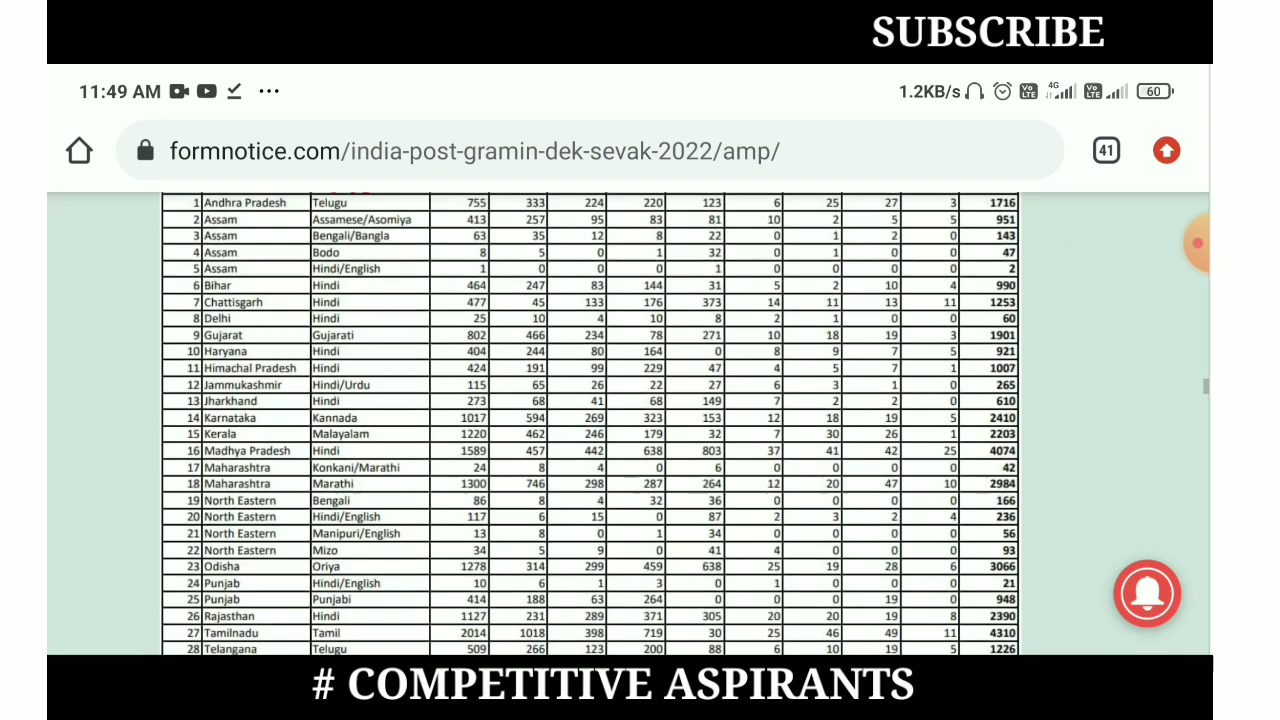 SUBSCRIBE
11:49 AM 1.2KB/s 4G Vo LTE Vo LTE 60
formnotice.com/india-post-gramin-dek-sevak-2022/amp/ 41
1 Andhra Pradesh Telugu 755 333 224 220 123 6 25 27 3 1716
2 Assam Assamese/Asomiya 413 257 95 83 81 10 2 5 5 951
3 Assam Bengali/Bangla 63 35 12 8 22 0 1 2 0 143
4 Assam Bodo 8 5 0 1 32 0 1 0 0 47
5 Assam Hindi/English 1 0 0 0 1 0 0 0 0 2
6 Bihar Hindi 464 247 83 144 31 5 2 10 4 990
7 Chattisgarh Hindi 477 45 133 176 373 14 11 13 11 1253
8 Delhi Hindi 25 10 4 10 8 2 1 0 0 60
9 Gujarat Gujarati 802 466 234 78 271 10 18 19 3 1901
10 Haryana Hindi 404 244 80 164 0 8 9 7 5 921
11 Himachal Pradesh Hindi 424 191 99 229 47 4 5 7 1 1007
12 Jammukashmir Hindi/Urdu 115 65 26 22 27 6 3 1 0 265
13 Jharkhand Hindi 273 68 41 68 149 7 2 2 0 610
14 Karnataka Kannada 1017 594 269 323 153 12 18 19 5 2410
15 Kerala Malayalam 1220 462 246 179 32 7 30 26 1 2203
16 Madhya Pradesh Hindi 1589 457 442 638 803 37 41 42 25 4074
17 Maharashtra Konkani/Marathi 24 8 4 0 6 0 0 0 0 42
18 Maharashtra Marathi 1300 746 298 287 264 12 20 47 10 2984
19 North Eastern Bengali 86 8 4 32 36 0 0 0 0 166
20 North Eastern Hindi/English 117 6 15 0 87 2 3 2 4 236
21 North Eastern Manipuri/English 13 8 0 1 34 0 0 0 0 56
22 North Eastern Mizo 34 5 9 0 41 4 0 0 0 93
23 Odisha Oriya 1278 314 299 459 638 25 19 28 6 3066
24 Punjab Hindi/English 10 6 1 3 0 1 0 0 0 21
25 Punjab Punjabi 414 188 63 264 0 0 0 19 0 948
26 Rajasthan Hindi 1127 231 289 371 305 20 20 19 8 2390
27 Tamilnadu Tamil 2014 1018 398 719 30 25 46 49 11 4310
28 Telangana Telugu 509 266 123 200 88 6 10 19 5 1226
# COMPETITIVE ASPIRANTS